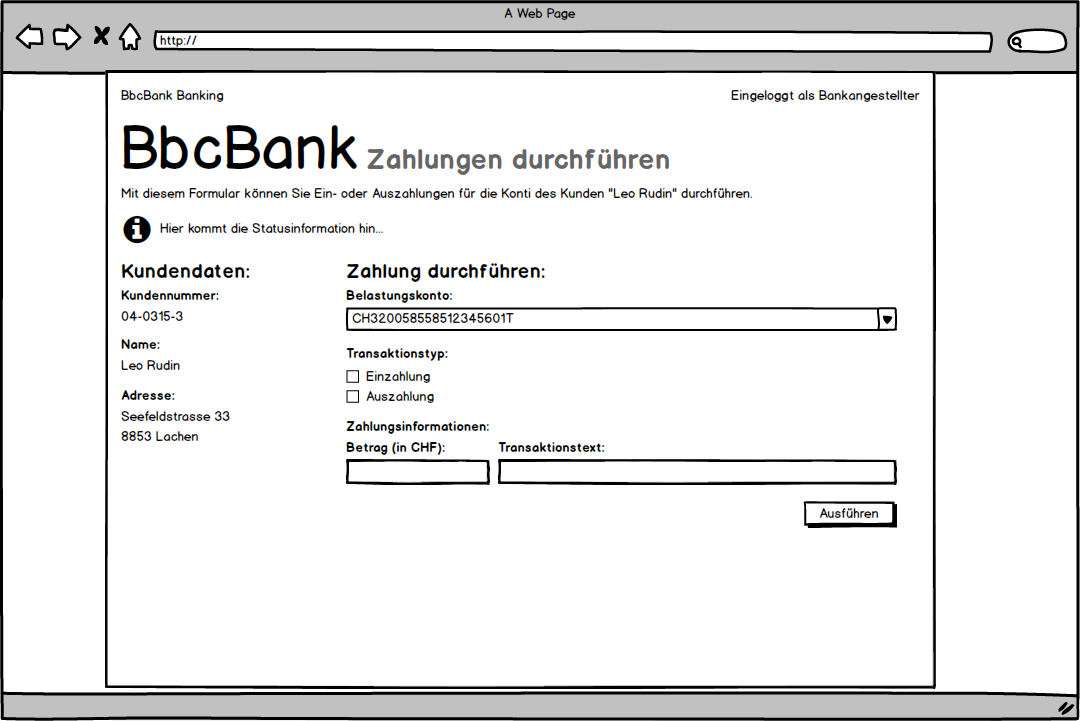 A Web Page
http://
BbcBank Banking
Eingeloggt als Bankangestellter
BbcBank Zahlungen durchführen
Mit diesem Formular können Sie Ein- oder Auszahlungen für die Konti des Kunden "Leo Rudin" durchführen.
Hier kommt die Statusinformation hin...
Kundendaten:
Kundennummer:
04-0315-3
Name:
Leo Rudin
Adresse:
Seefeldstrasse 33
8853 Lachen
Zahlung durchführen:
Belastungskonto:
CH320058558512345601T
Transaktionstyp:
Einzahlung
Auszahlung
Zahlungsinformationen:
Betrag (in CHF):
Transaktionstext:
Ausführen